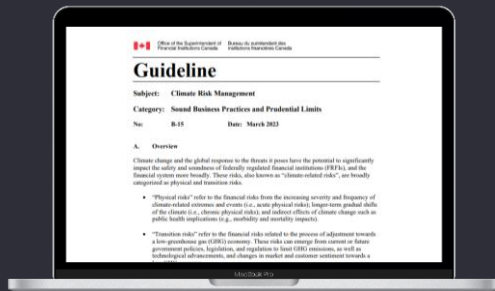 Office of the Superintendent of
Financial Institutions Canada
Bureau du surintendant des
institutions financières Canada
Guideline
Subject: Climate Risk Management
Category: Sound Business Practices and Prudential Limits
No: B-15 Date: March 2023
A. Overview
Climate change and the global response to the threats it poses have the potential to significantly
impact the safety and soundness of federally regulated financial institutions (FRFIs), and the
financial system more broadly. These risks, also known as “climate-related risks”, are broadly
categorized as physical and transition risks.
• “Physical risks” refer to the financial risks from the increasing severity and frequency of
climate-related extremes and events (i.e., acute physical risks); longer-term gradual shifts
of the climate (i.e., chronic physical risks); and indirect effects of climate change such as
public health implications (e.g., morbidity and mortality impacts).
• “Transition risks” refer to the financial risks related to the process of adjustment towards
a low-greenhouse gas (GHG) economy. These risks can emerge from current or future
government policies, legislation, and regulation to limit GHG emissions, as well as
technological advancements, and changes in market and customer sentiment towards a
MacBook Pro